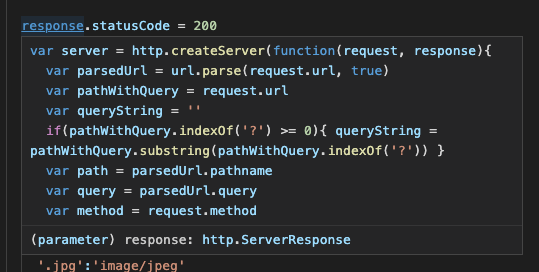 response.statusCode = 200
var server = http.createServer(function(request, response){
var parsedUrl = url.parse(request.url, true)
var pathWithQuery = request.url
var queryString = ''
if(pathWithQuery.indexOf('?') >= 0){ queryString =
pathWithQuery.substring(pathWithQuery.indexOf('?')) }
var path = parsedUrl.pathname
var query = parsedUrl.query
var method = request.method
(parameter) response: http.ServerResponse
'.jpg':'image/jpeg'